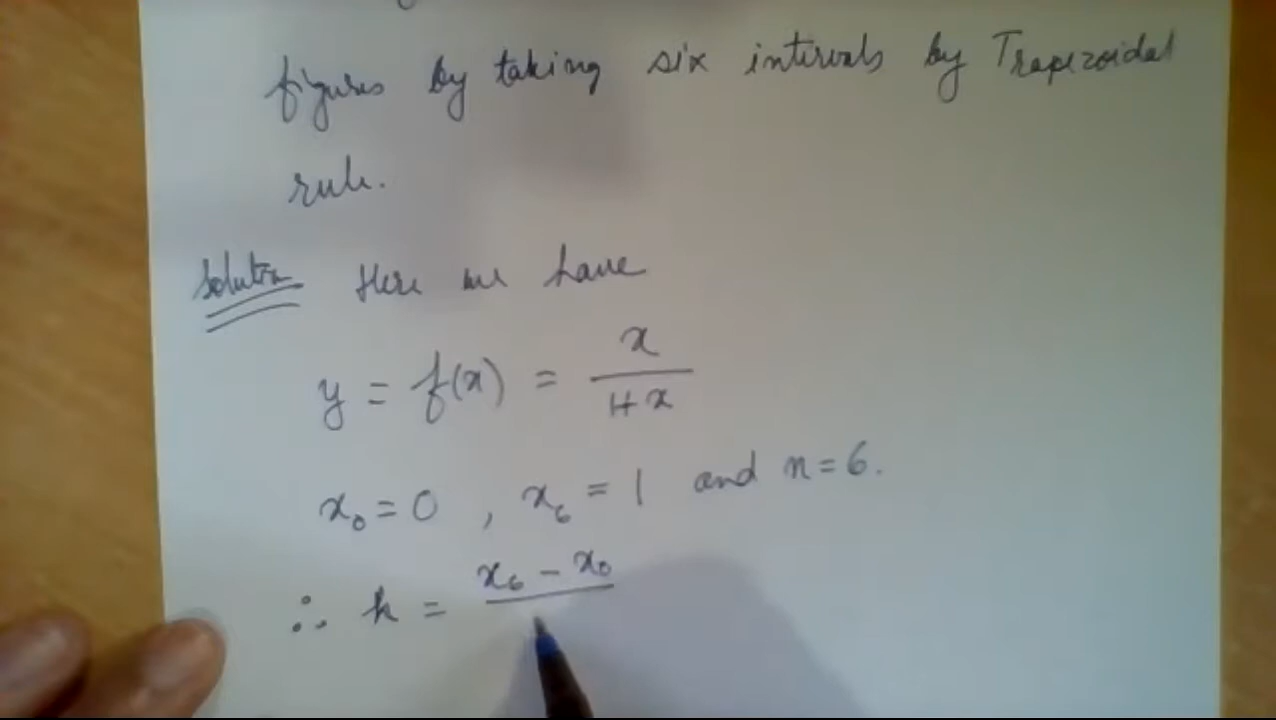 figures by taking six intervals by Trapezoidal
rule.
Solution Here we have
y = f(x) = x / 1+x
x₀ = 0 , x₆ = 1 and n = 6.
∴ h = x₆ - x₀